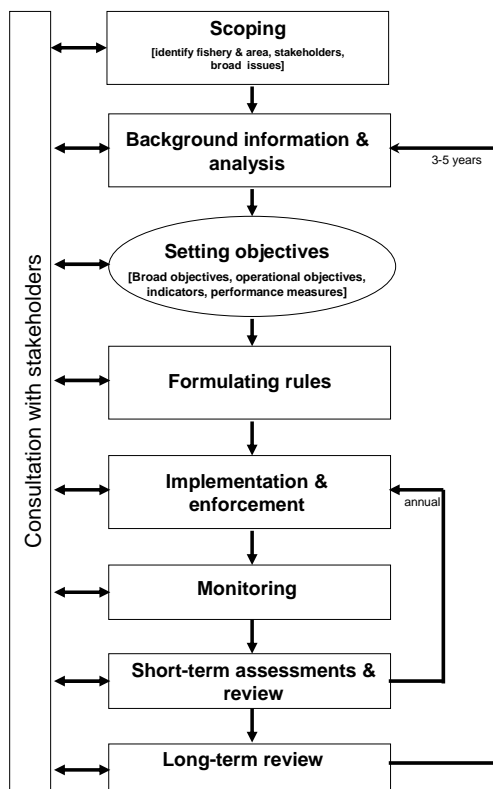 Consultation with stakeholders
Scoping
[identify fishery & area, stakeholders,
broad issues]
Background information &
analysis
3-5 years
Setting objectives
[Broad objectives, operational objectives,
indicators, performance measures]
Formulating rules
Implementation &
enforcement
annual
Monitoring
Short-term assessments &
review
Long-term review